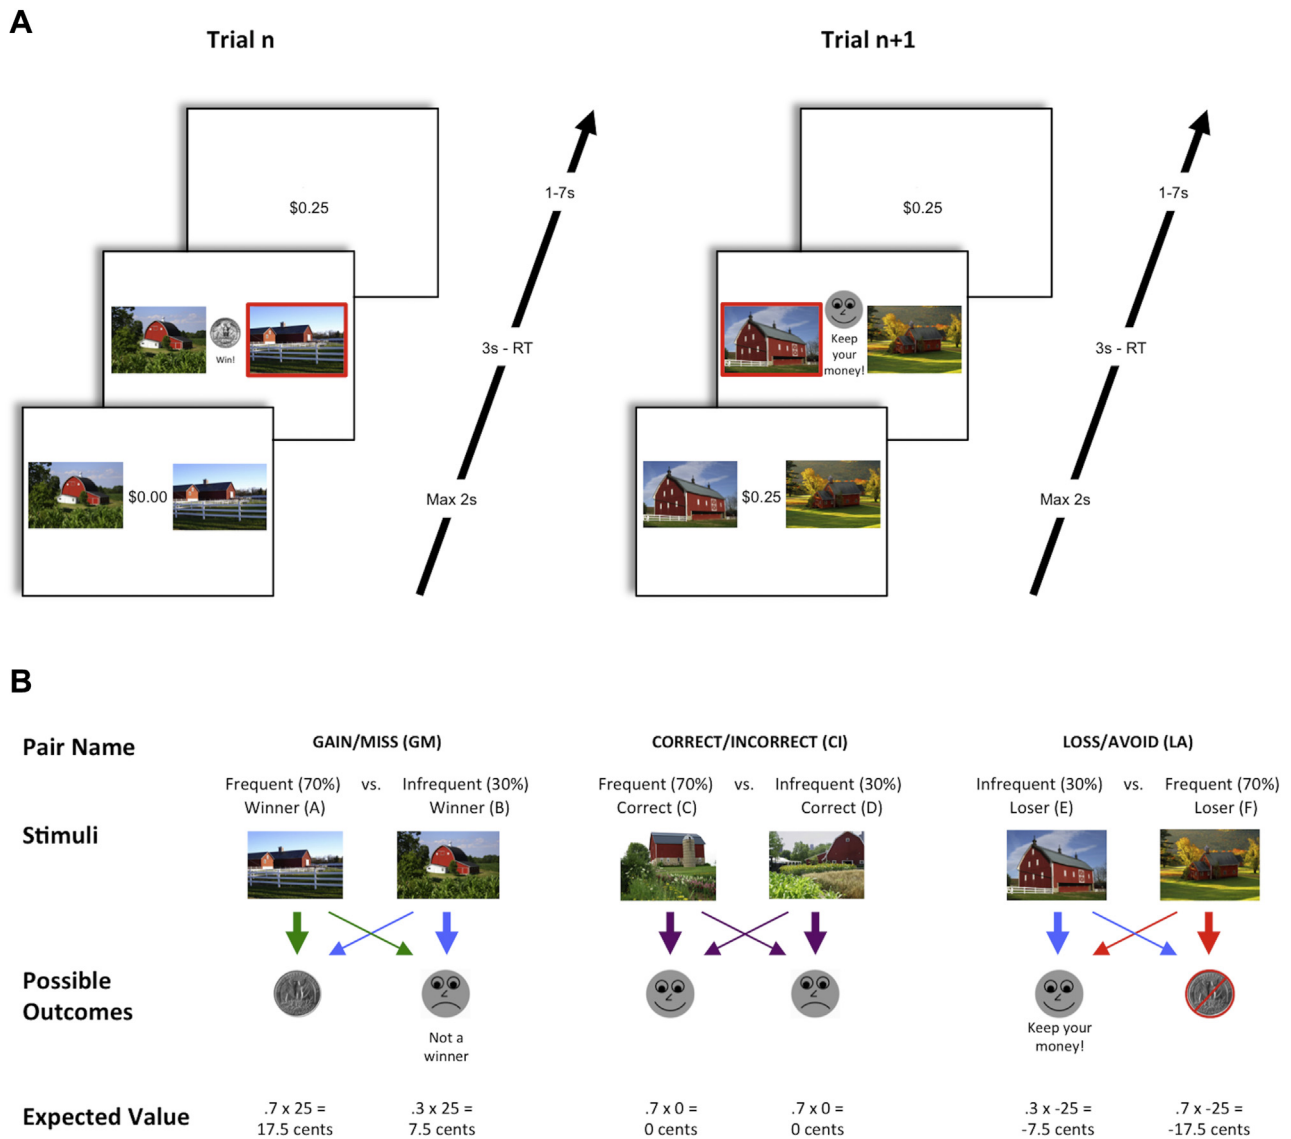 A
Trial n
Trial n+1
$0.25
1-7s
$0.25
1-7s
Win!
3s - RT
Keep
your
money!
3s - RT
$0.00
Max 2s
$0.25
Max 2s
B
Pair Name
GAIN/MISS (GM)
CORRECT/INCORRECT (CI)
LOSS/AVOID (LA)
Stimuli
Frequent (70%) vs. Infrequent (30%)
Winner (A) Winner (B)
Frequent (70%) vs. Infrequent (30%)
Correct (C) Correct (D)
Infrequent (30%) vs. Frequent (70%)
Loser (E) Loser (F)
Possible
Outcomes
Not a
winner
Keep your
money!
Expected Value
.7 x 25 =
17.5 cents
.3 x 25 =
7.5 cents
.7 x 0 =
0 cents
.7 x 0 =
0 cents
.3 x -25 =
-7.5 cents
.7 x -25 =
-17.5 cents